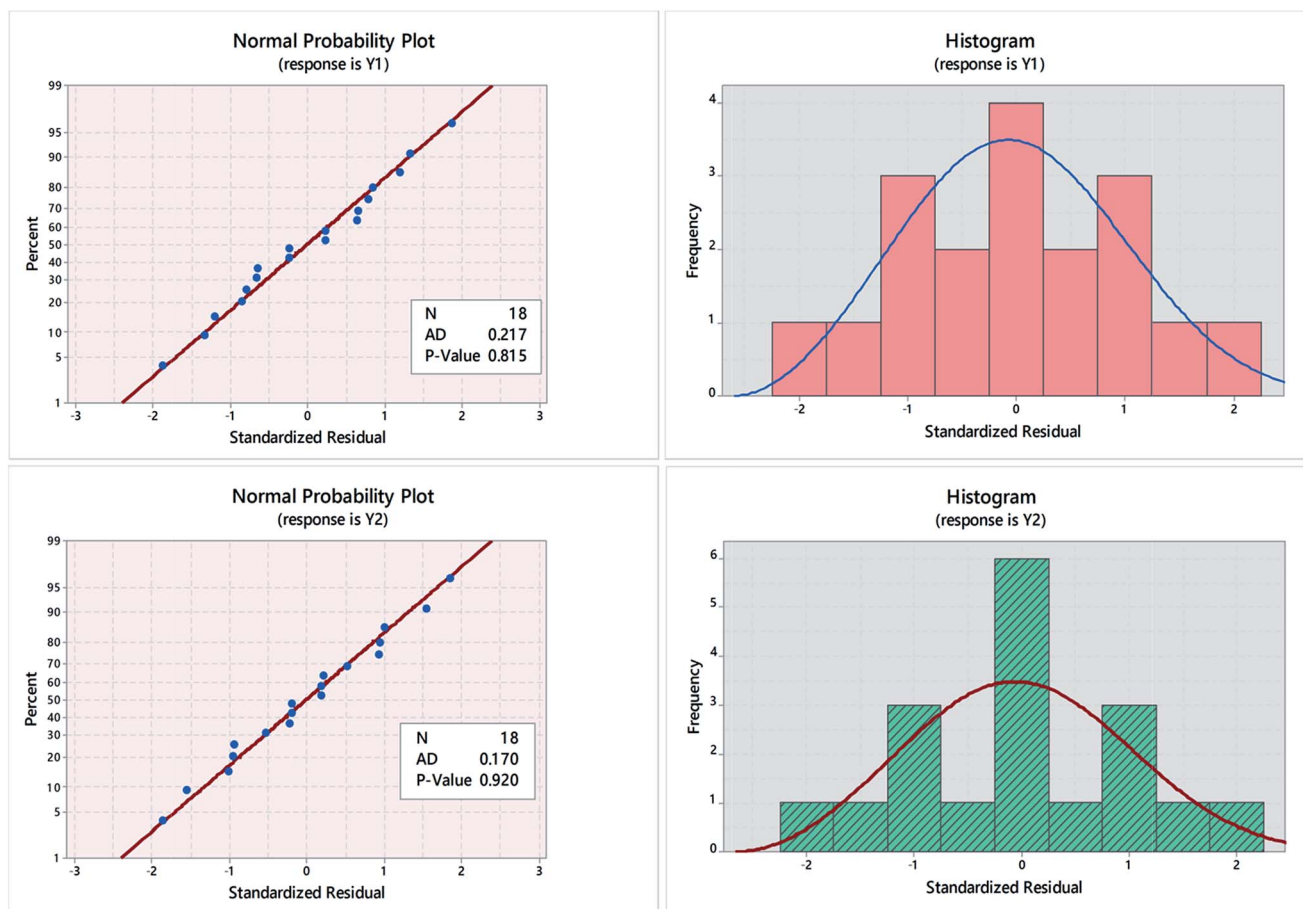 Normal Probability Plot
(response is Y1)
99
95
90
80
70
60
50
40
30
20
10
5
1
Percent
N 18
AD 0.217
P-Value 0.815
-3 -2 -1 0 1 2 3
Standardized Residual
Histogram
(response is Y1)
4
3
2
1
0
Frequency
-2 -1 0 1 2
Standardized Residual
Normal Probability Plot
(response is Y2)
99
95
90
80
70
60
50
40
30
20
10
5
1
Percent
N 18
AD 0.170
P-Value 0.920
-3 -2 -1 0 1 2 3
Standardized Residual
Histogram
(response is Y2)
6
5
4
3
2
1
0
Frequency
-2 -1 0 1 2
Standardized Residual